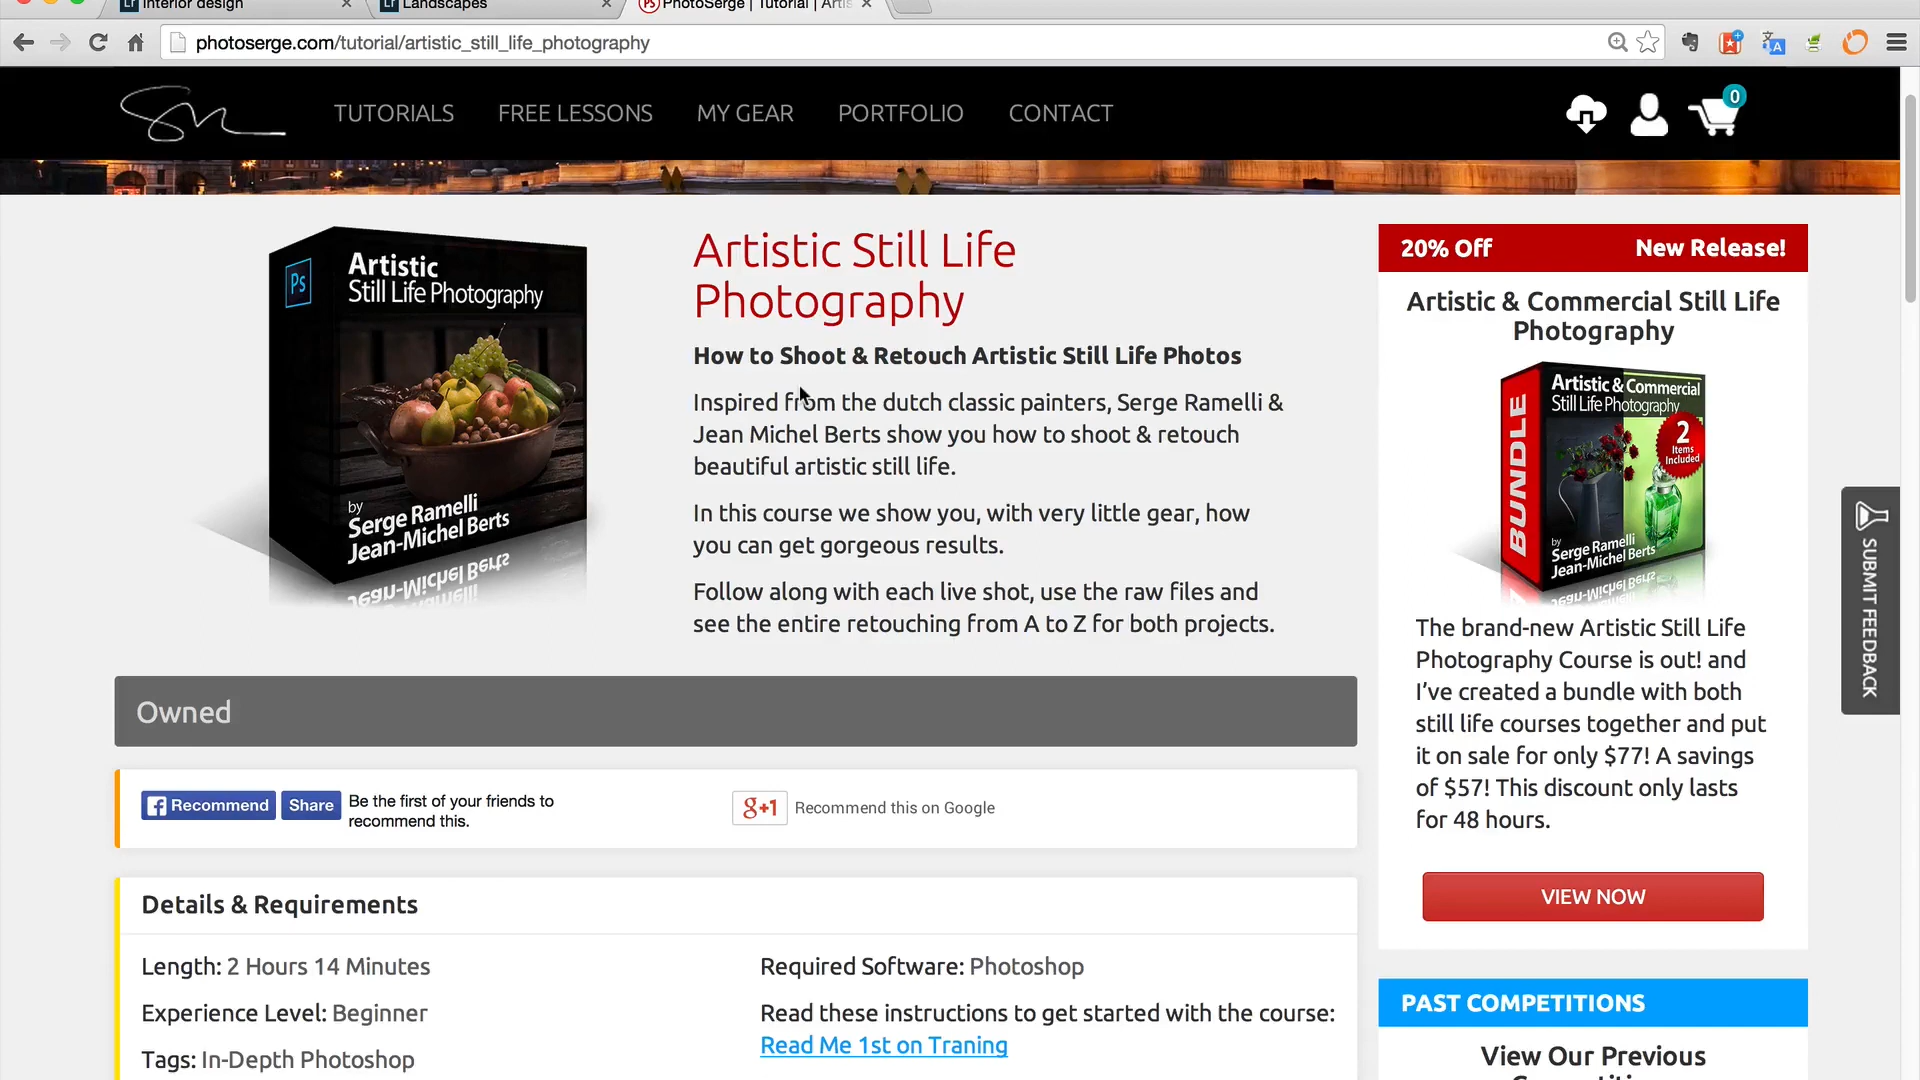 Interior design
Landscapes
PhotoSerge | Tutorial | Artis
photoserge.com/tutorial/artistic_still_life_photography
TUTORIALS
FREE LESSONS
MY GEAR
PORTFOLIO
CONTACT
0
Ps
Artistic
Still Life Photography
by
Serge Ramelli
Jean-Michel Berts
Artistic Still Life
Photography
How to Shoot & Retouch Artistic Still Life Photos
Inspired from the dutch classic painters, Serge Ramelli &
Jean Michel Berts show you how to shoot & retouch
beautiful artistic still life.
In this course we show you, with very little gear, how
you can get gorgeous results.
Follow along with each live shot, use the raw files and
see the entire retouching from A to Z for both projects.
Owned
Recommend
Share
Be the first of your friends to
recommend this.
g+1
Recommend this on Google
Details & Requirements
Length: 2 Hours 14 Minutes
Experience Level: Beginner
Tags: In-Depth Photoshop
Required Software: Photoshop
Read these instructions to get started with the course:
Read Me 1st on Traning
20% Off
New Release!
Artistic & Commercial Still Life
Photography
BUNDLE
Artistic & Commercial
Still Life Photography
2
Items
Included
by
Serge Ramelli
Jean-Michel Berts
The brand-new Artistic Still Life
Photography Course is out! and
I've created a bundle with both
still life courses together and put
it on sale for only $77! A savings
of $57! This discount only lasts
for 48 hours.
VIEW NOW
PAST COMPETITIONS
View Our Previous
SUBMIT FEEDBACK